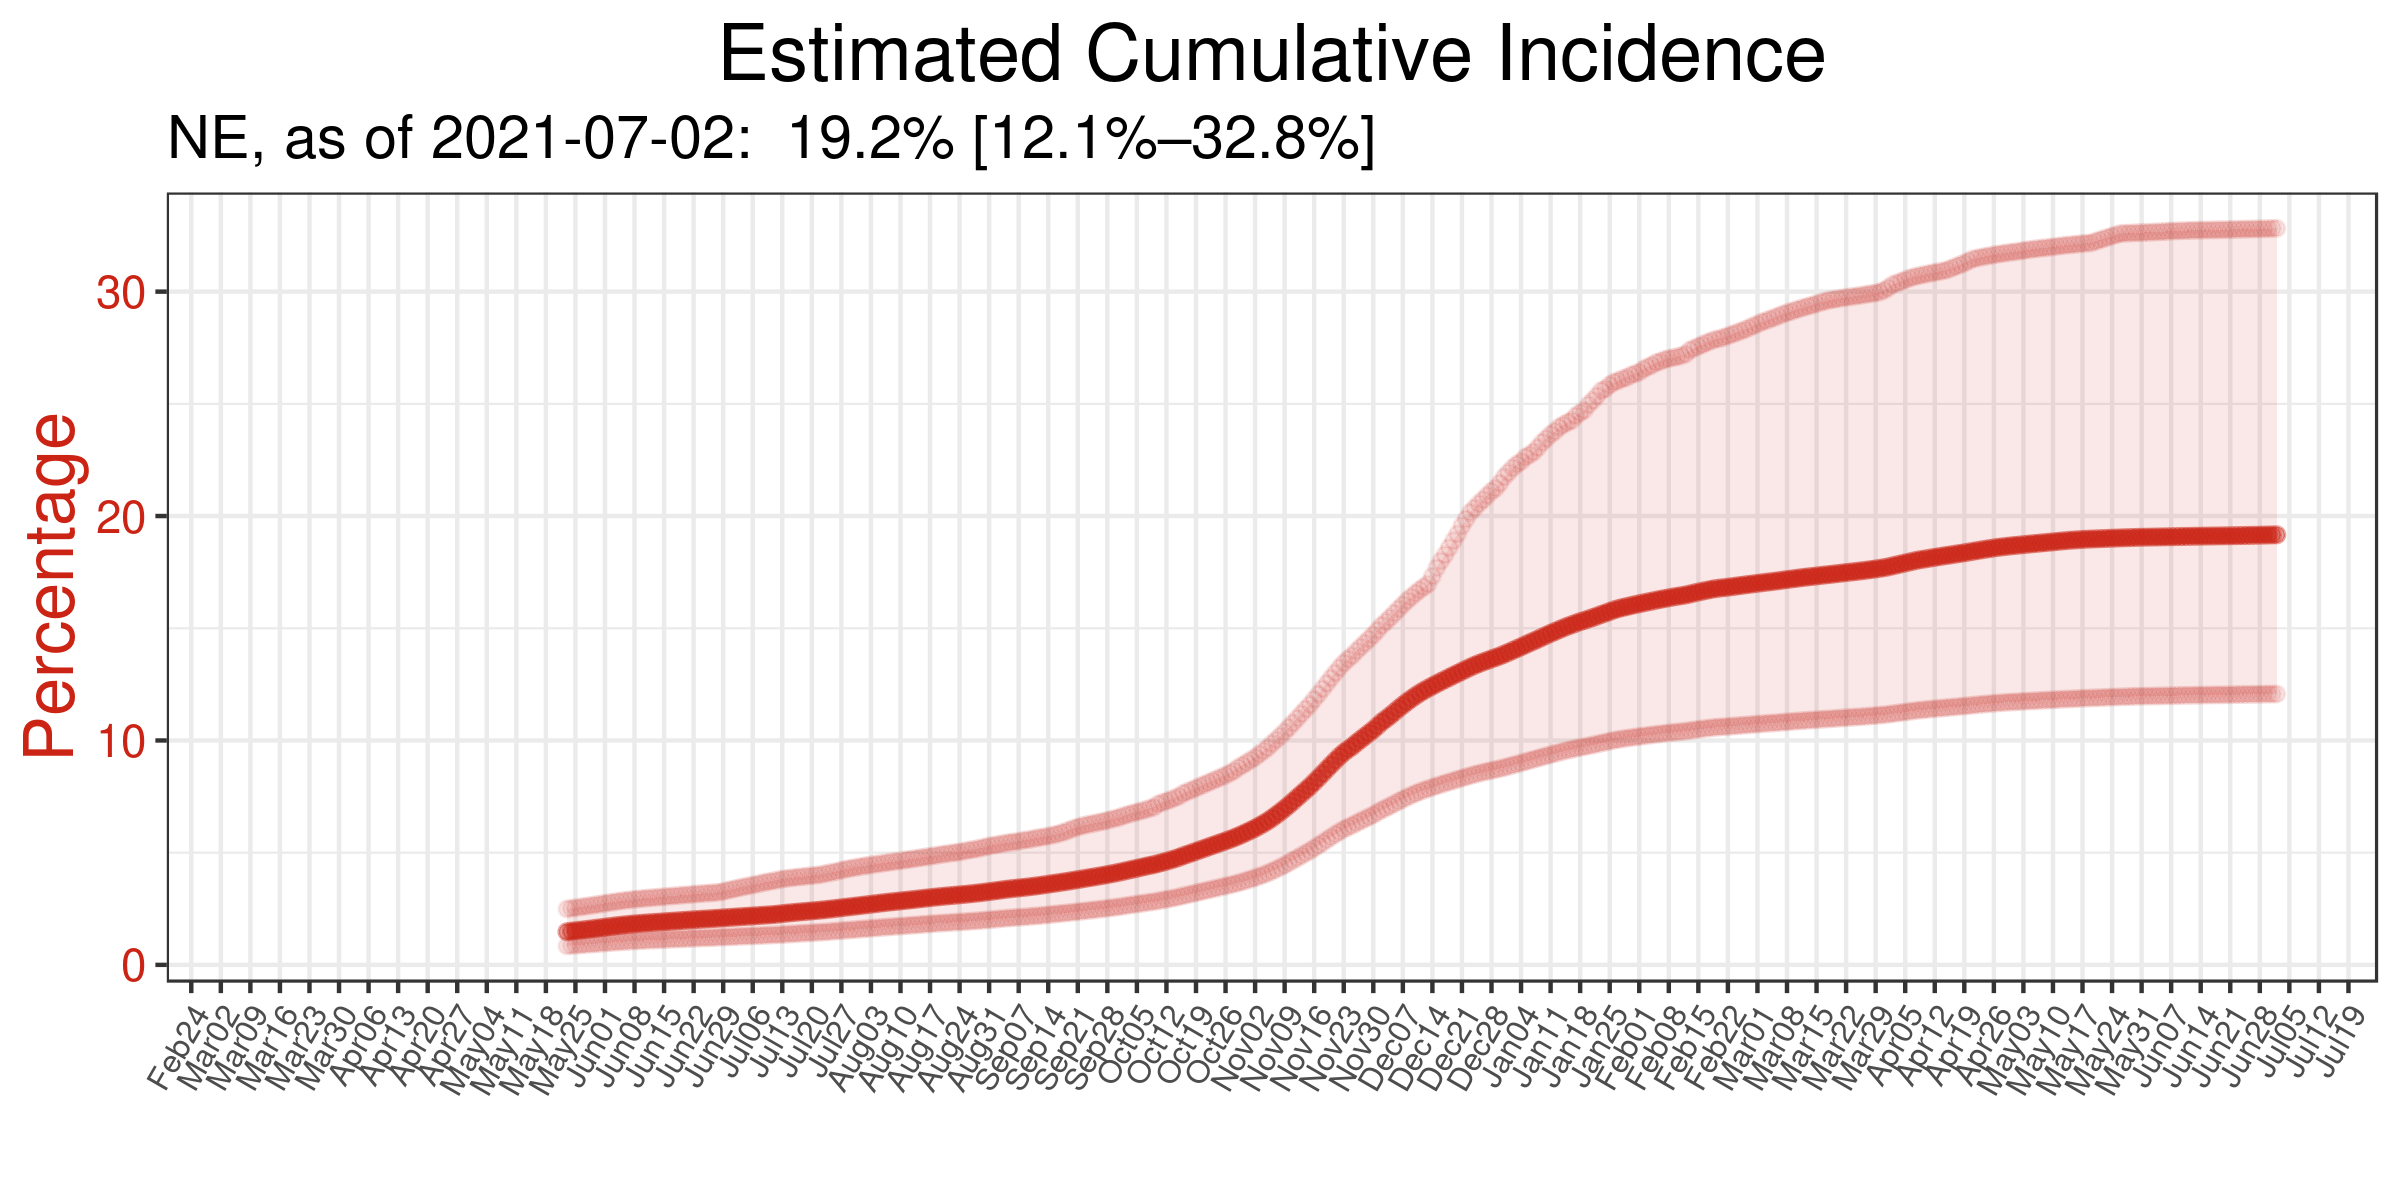 Estimated Cumulative Incidence
NE, as of 2021-07-02:  19.2% [12.1%–32.8%]
Percentage
30
20
10
0
Feb24
Mar02
Mar09
Mar16
Mar23
Mar30
Apr06
Apr13
Apr20
Apr27
May04
May11
May18
May25
Jun01
Jun08
Jun15
Jun22
Jun29
Jul06
Jul13
Jul20
Jul27
Aug03
Aug10
Aug17
Aug24
Aug31
Sep07
Sep14
Sep21
Sep28
Oct05
Oct12
Oct19
Oct26
Nov02
Nov09
Nov16
Nov23
Nov30
Dec07
Dec14
Dec21
Dec28
Jan04
Jan11
Jan18
Jan25
Feb01
Feb08
Feb15
Feb22
Mar01
Mar08
Mar15
Mar22
Mar29
Apr05
Apr12
Apr19
Apr26
May03
May10
May17
May24
May31
Jun07
Jun14
Jun21
Jun28
Jul05
Jul12
Jul19